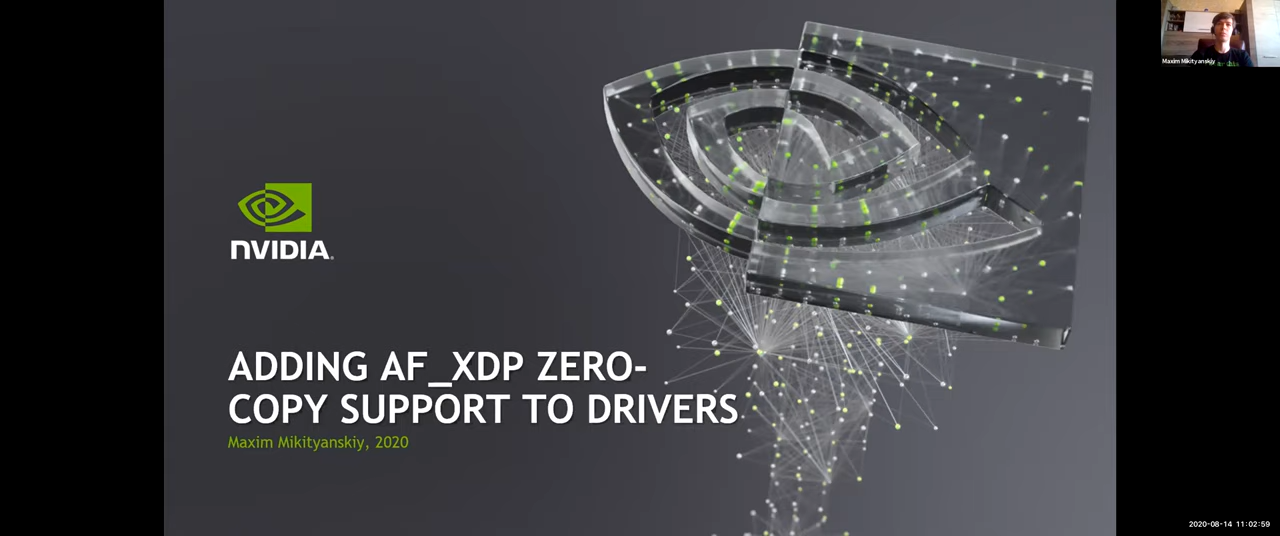 NVIDIA.
ADDING AF_XDP ZERO-
COPY SUPPORT TO DRIVERS
Maxim Mikityanskiy, 2020
Maxim Mikityanskiy
2020-08-14 11:02:59